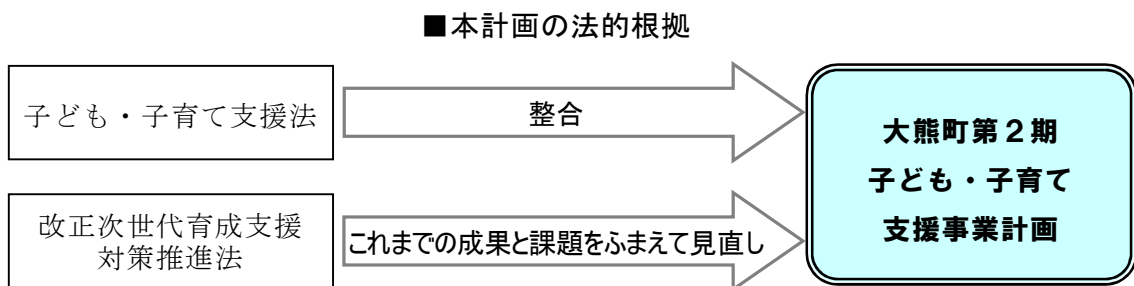 ■本計画の法的根拠
子ども・子育て支援法
整合
改正次世代育成支援
対策推進法
これまでの成果と課題をふまえて見直し
大熊町第２期
子ども・子育て
支援事業計画